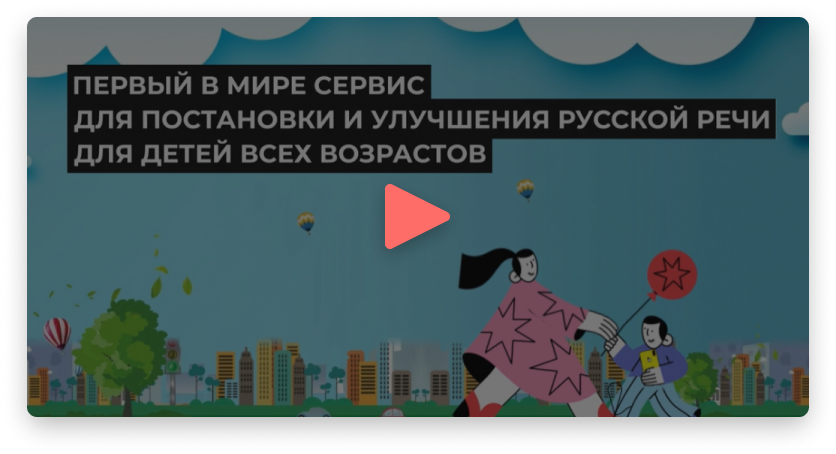 ПЕРВЫЙ В МИРЕ СЕРВИС
ДЛЯ ПОСТАНОВКИ И УЛУЧШЕНИЯ РУССКОЙ РЕЧИ
ДЛЯ ДЕТЕЙ ВСЕХ ВОЗРАСТОВ